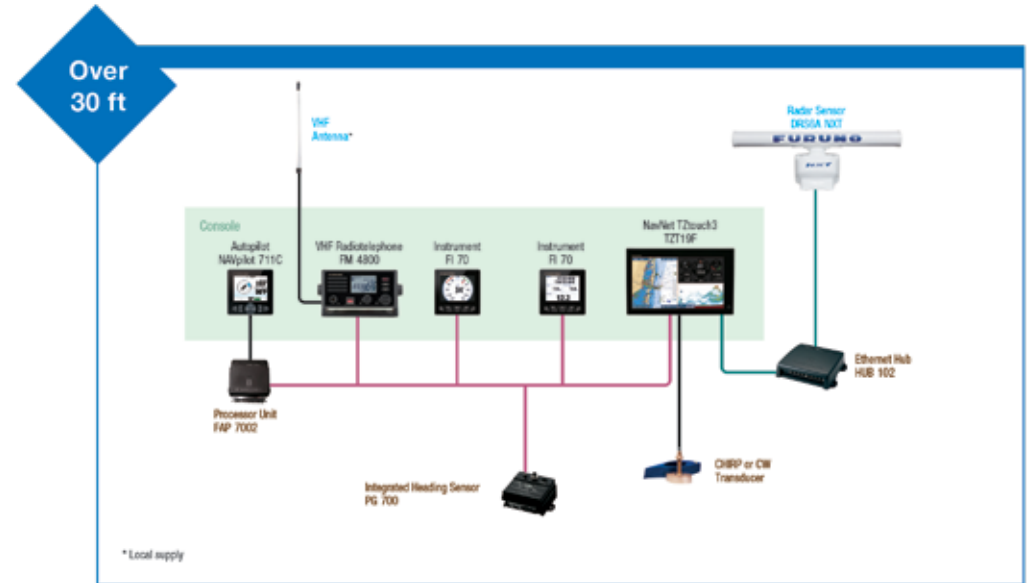 Over
30 ft
VHF
Antenna*
Radar Sensor
DRS6A NXT
FURUNO
NXT
Console
Autopilot
NAVpilot 711C
VHF Radiotelephone
FM 4800
Instrument
FI 70
Instrument
FI 70
NavNet TZtouch3
TZT19F
Ethernet Hub
HUB 102
Processor Unit
FAP 7002
Integrated Heading Sensor
PG 700
CHIRP or CW
Transducer
* Local supply